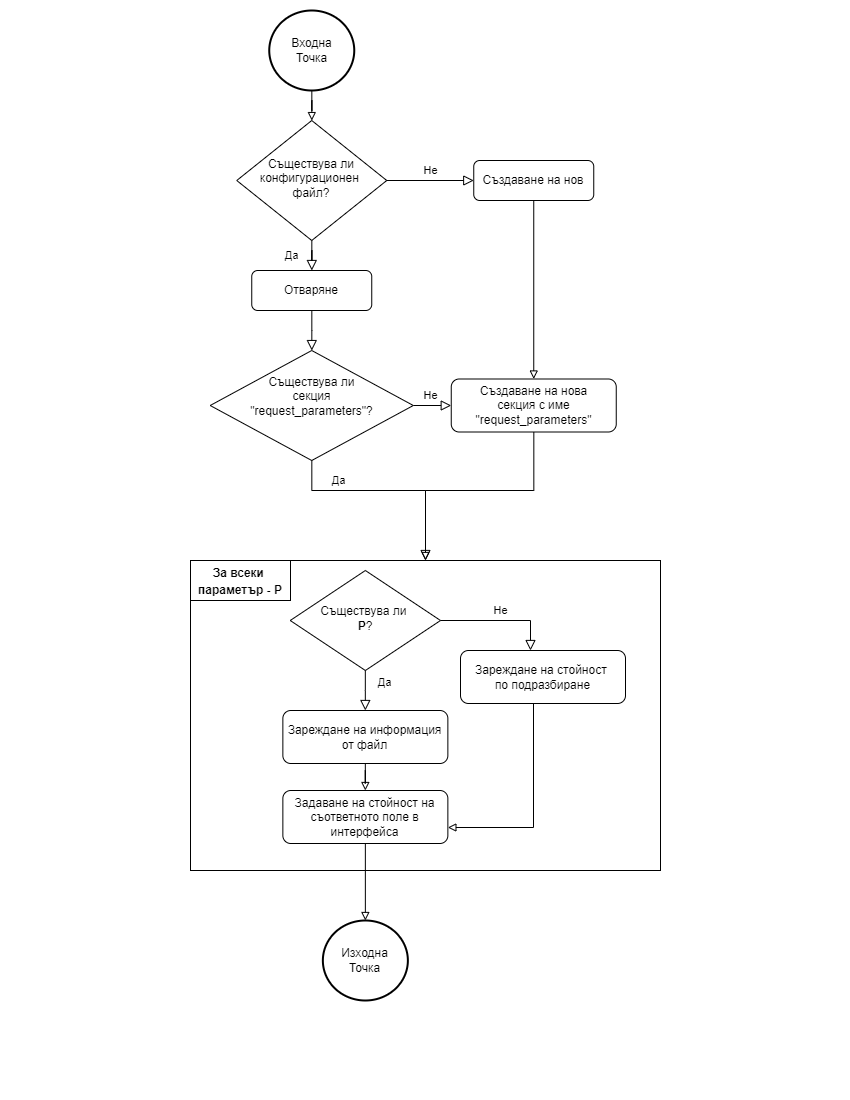 Входна
Точка
Съществува ли
конфигурационен
файл?
Не
Създаване на нов
Да
Отваряне
Съществува ли
секция
"request_parameters"?
Не
Създаване на нова
секция с име
"request_parameters"
Да
За всеки
параметър - P
Съществува ли
P?
Не
Зареждане на стойност
по подразбиране
Да
Зареждане на информация
от файл
Задаване на стойност на
съответното поле в
интерфейса
Изходна
Точка